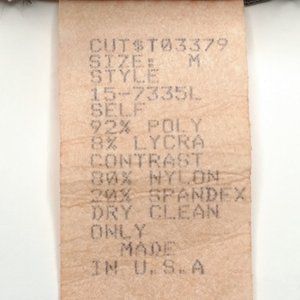 CUT$T03379
SIZE: M
STYLE
15-7335L
SELF
92% POLY
8% LYCRA
CONTRAST
80% NYLON
20% SPANDEX
DRY CLEAN
ONLY
MADE
IN U.S.A